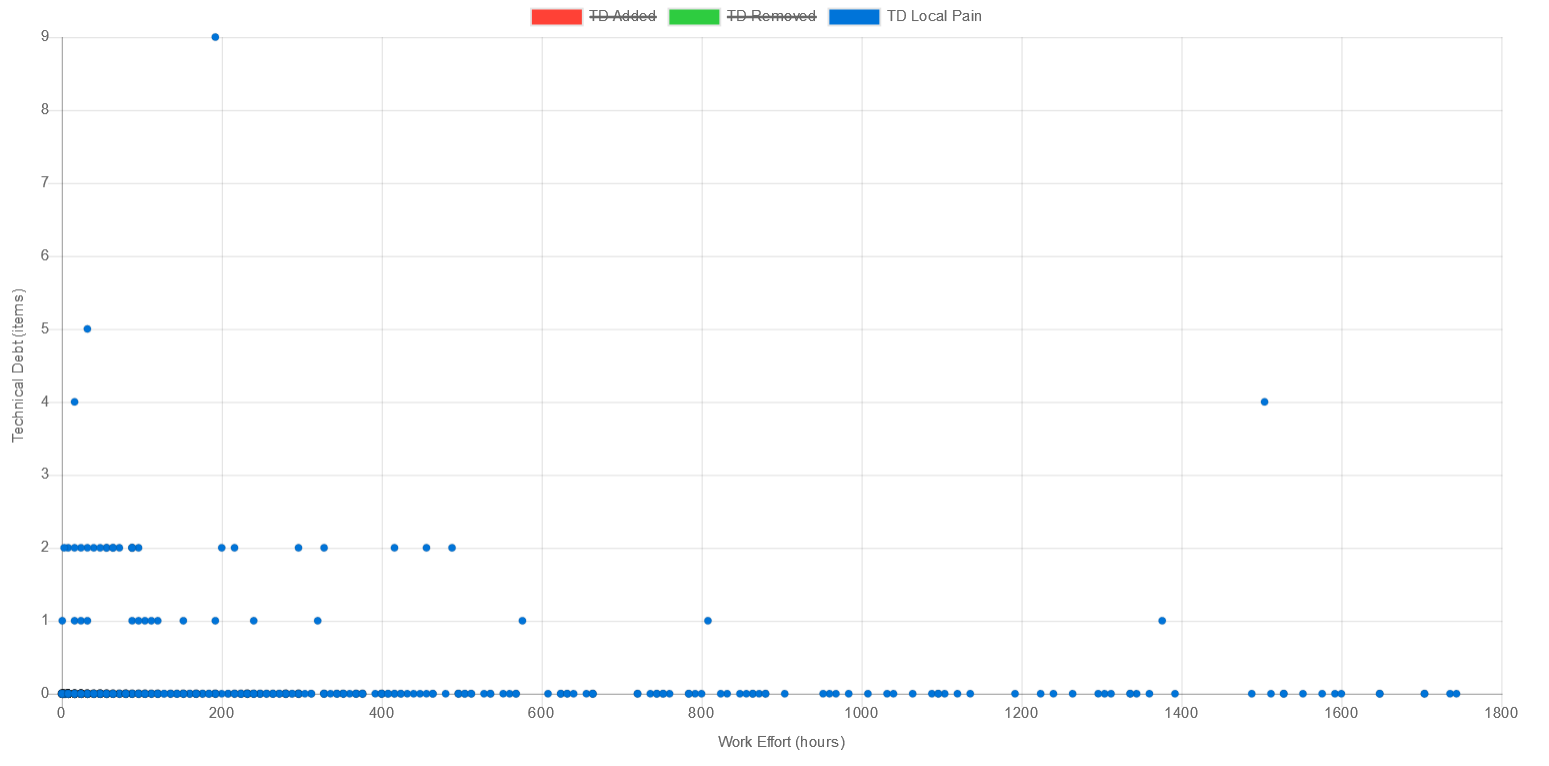 TD Added TD Removed TD Local Pain
9
8
7
6
5
4
3
2
1
0
Technical Debt (items)
0 200 400 600 800 1000 1200 1400 1600 1800
Work Effort (hours)